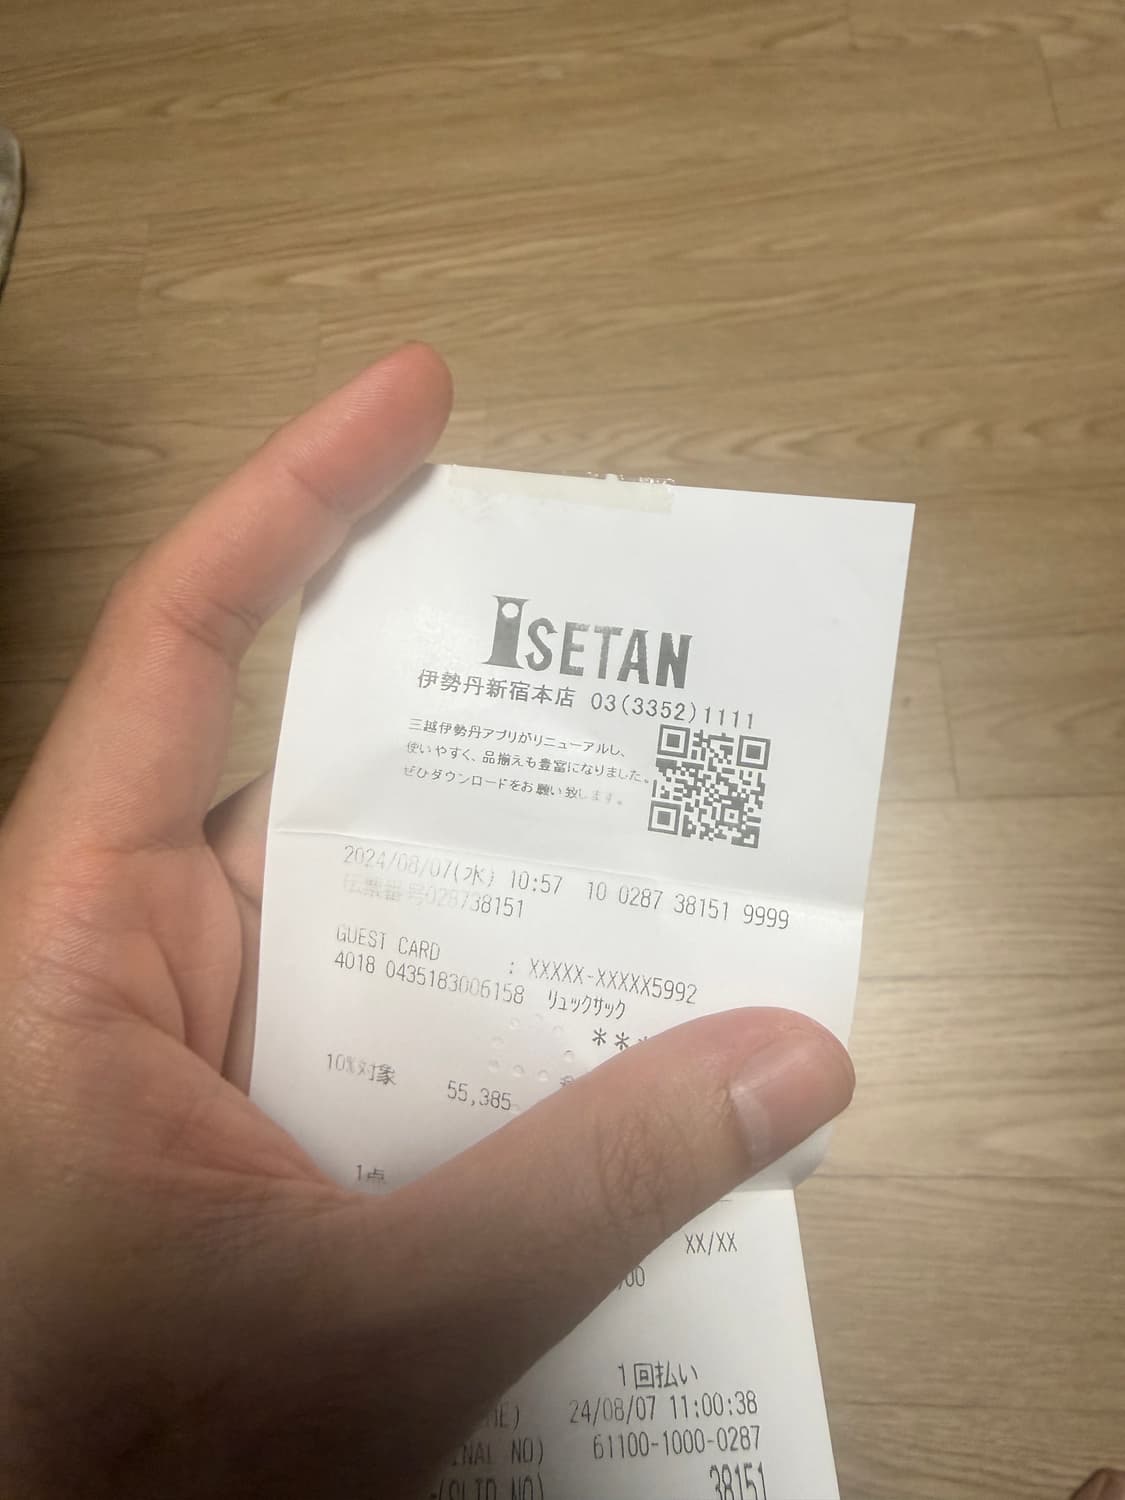 ISETAN
伊勢丹新宿本店 03(3352)1111
三越伊勢丹アプリがリニューアルし、
使いやすく、品揃えも豊富になりました。
ぜひダウンロードをお願い致します。
2024/08/07(水) 10:57 10 0287 38151 9999
伝票番号028738151
GUEST CARD : XXXXX-XXXXX5992
4018 0435183006158 リュックサック
**
10%対象 55,385
1点
XX/XX
1回払い
24/08/07 11:00:38
NO) 61100-1000-0287
NO) 38151